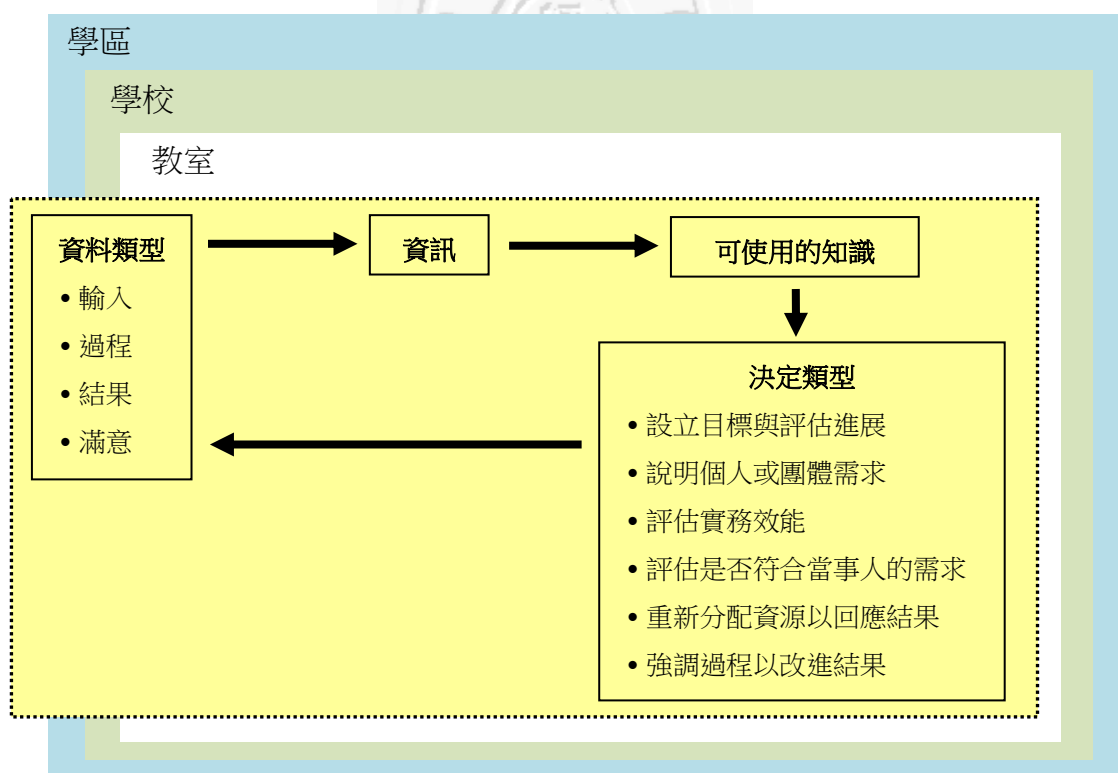 學區
學校
教室
資料類型
• 輸入
• 過程
• 結果
• 滿意
資訊
可使用的知識
決定類型
• 設立目標與評估進展
• 說明個人或團體需求
• 評估實務效能
• 評估是否符合當事人的需求
• 重新分配資源以回應結果
• 強調過程以改進結果